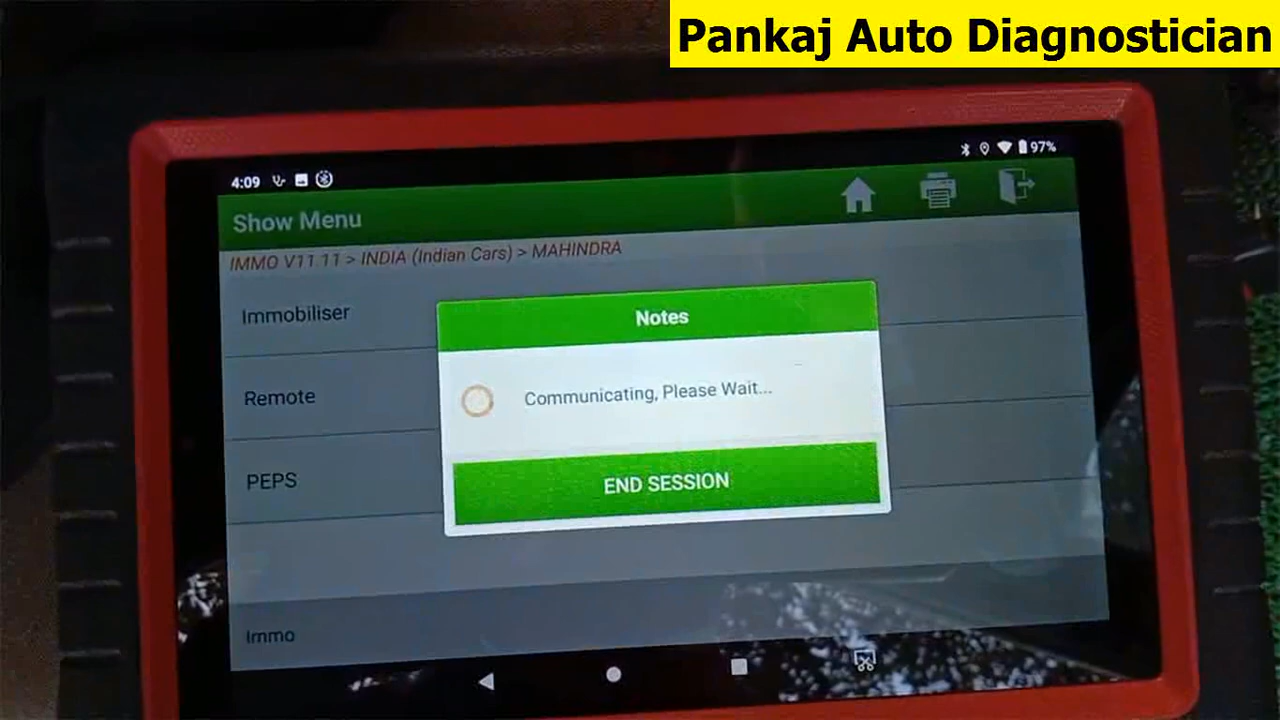 Pankaj Auto Diagnostician
4:09
97%
Show Menu
IMMO V11.11 > INDIA (Indian Cars) > MAHINDRA
Immobiliser
Notes
Communicating, Please Wait...
Remote
PEPS
END SESSION
Immo